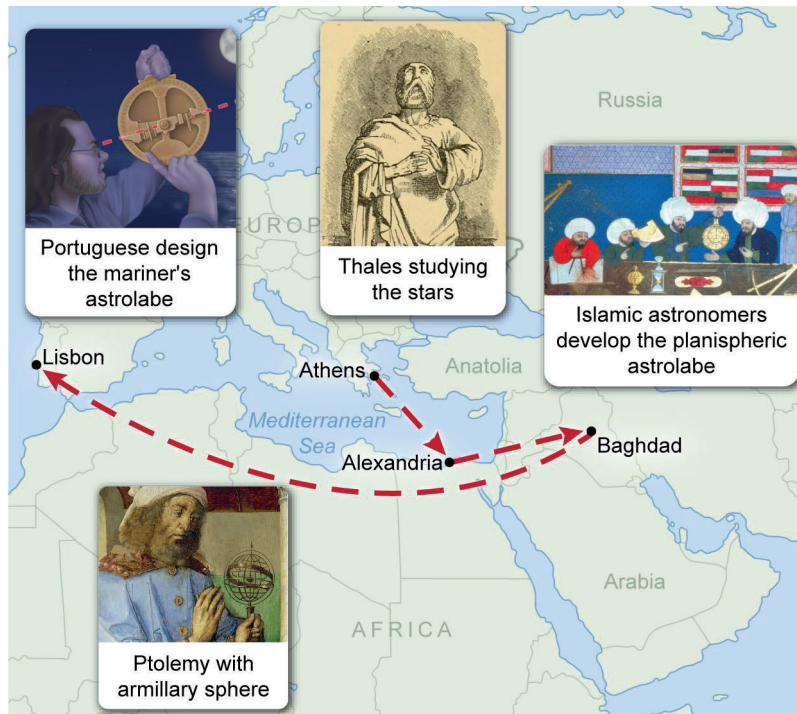 Russia
EUROP
Portuguese design
the mariner's
astrolabe
Thales studying
the stars
Islamic astronomers
develop the planispheric
astrolabe
Lisbon
Athens
Anatolia
Mediterranean
Sea
Alexandria
Baghdad
Arabia
AFRICA
Ptolemy with
armillary sphere